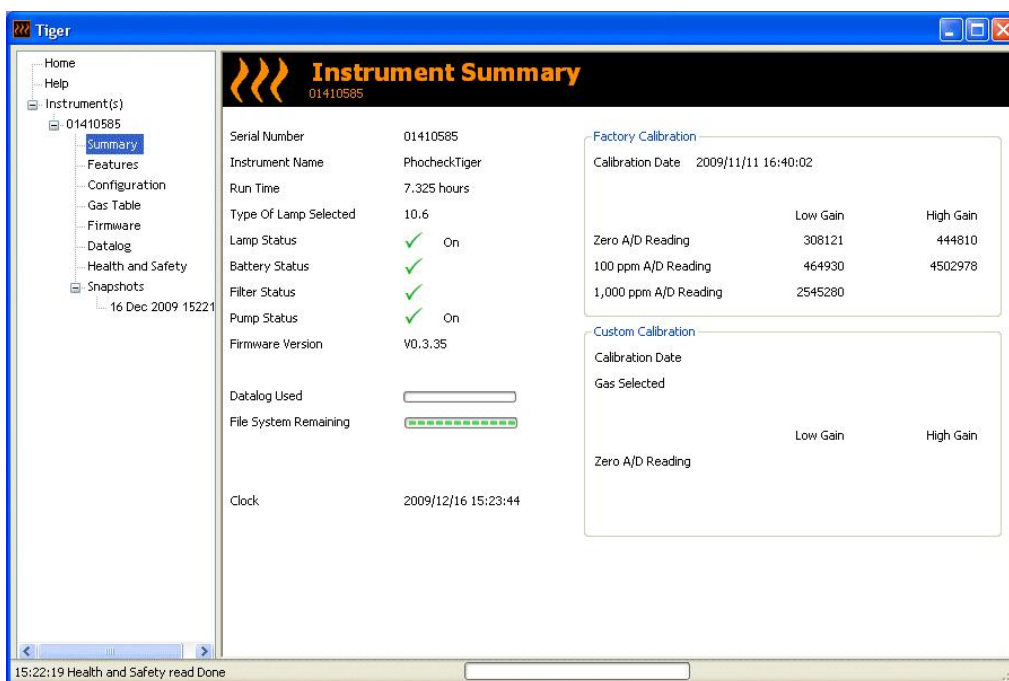 Tiger
Home
Help
Instrument(s)
01410585
Summary
Features
Configuration
Gas Table
Firmware
Datalog
Health and Safety
Snapshots
16 Dec 2009 15221
Instrument Summary
01410585
Serial Number 01410585
Instrument Name PhocheckTiger
Run Time 7.325 hours
Type Of Lamp Selected 10.6
Lamp Status On
Battery Status
Filter Status
Pump Status On
Firmware Version V0.3.35
Datalog Used
File System Remaining
Clock 2009/12/16 15:23:44
Factory Calibration
Calibration Date 2009/11/11 16:40:02
Low Gain High Gain
Zero A/D Reading 308121 444810
100 ppm A/D Reading 464930 4502978
1,000 ppm A/D Reading 2545280
Custom Calibration
Calibration Date
Gas Selected
Low Gain High Gain
Zero A/D Reading
15:22:19 Health and Safety read Done